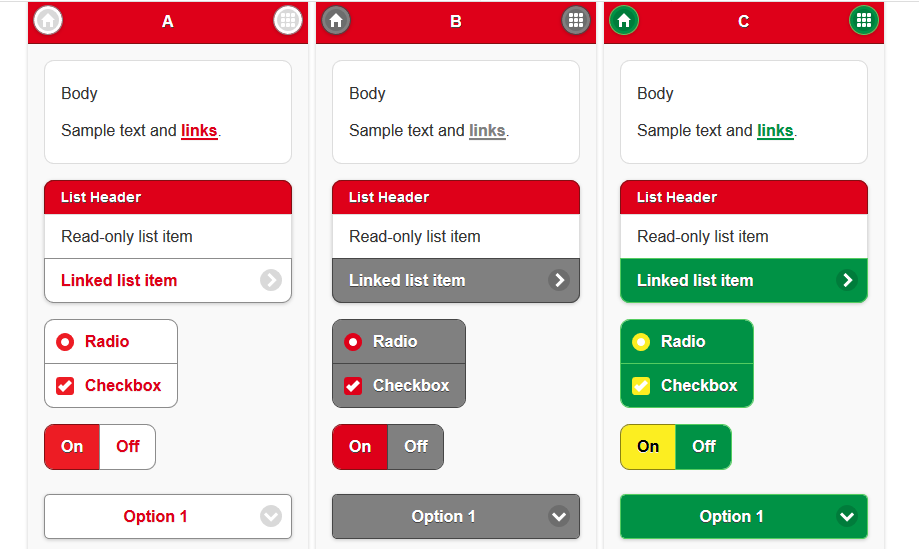 A
Body
Sample text and links.
List Header
Read-only list item
Linked list item
Radio
Checkbox
On Off
Option 1
B
Body
Sample text and links.
List Header
Read-only list item
Linked list item
Radio
Checkbox
On Off
Option 1
C
Body
Sample text and links.
List Header
Read-only list item
Linked list item
Radio
Checkbox
On Off
Option 1